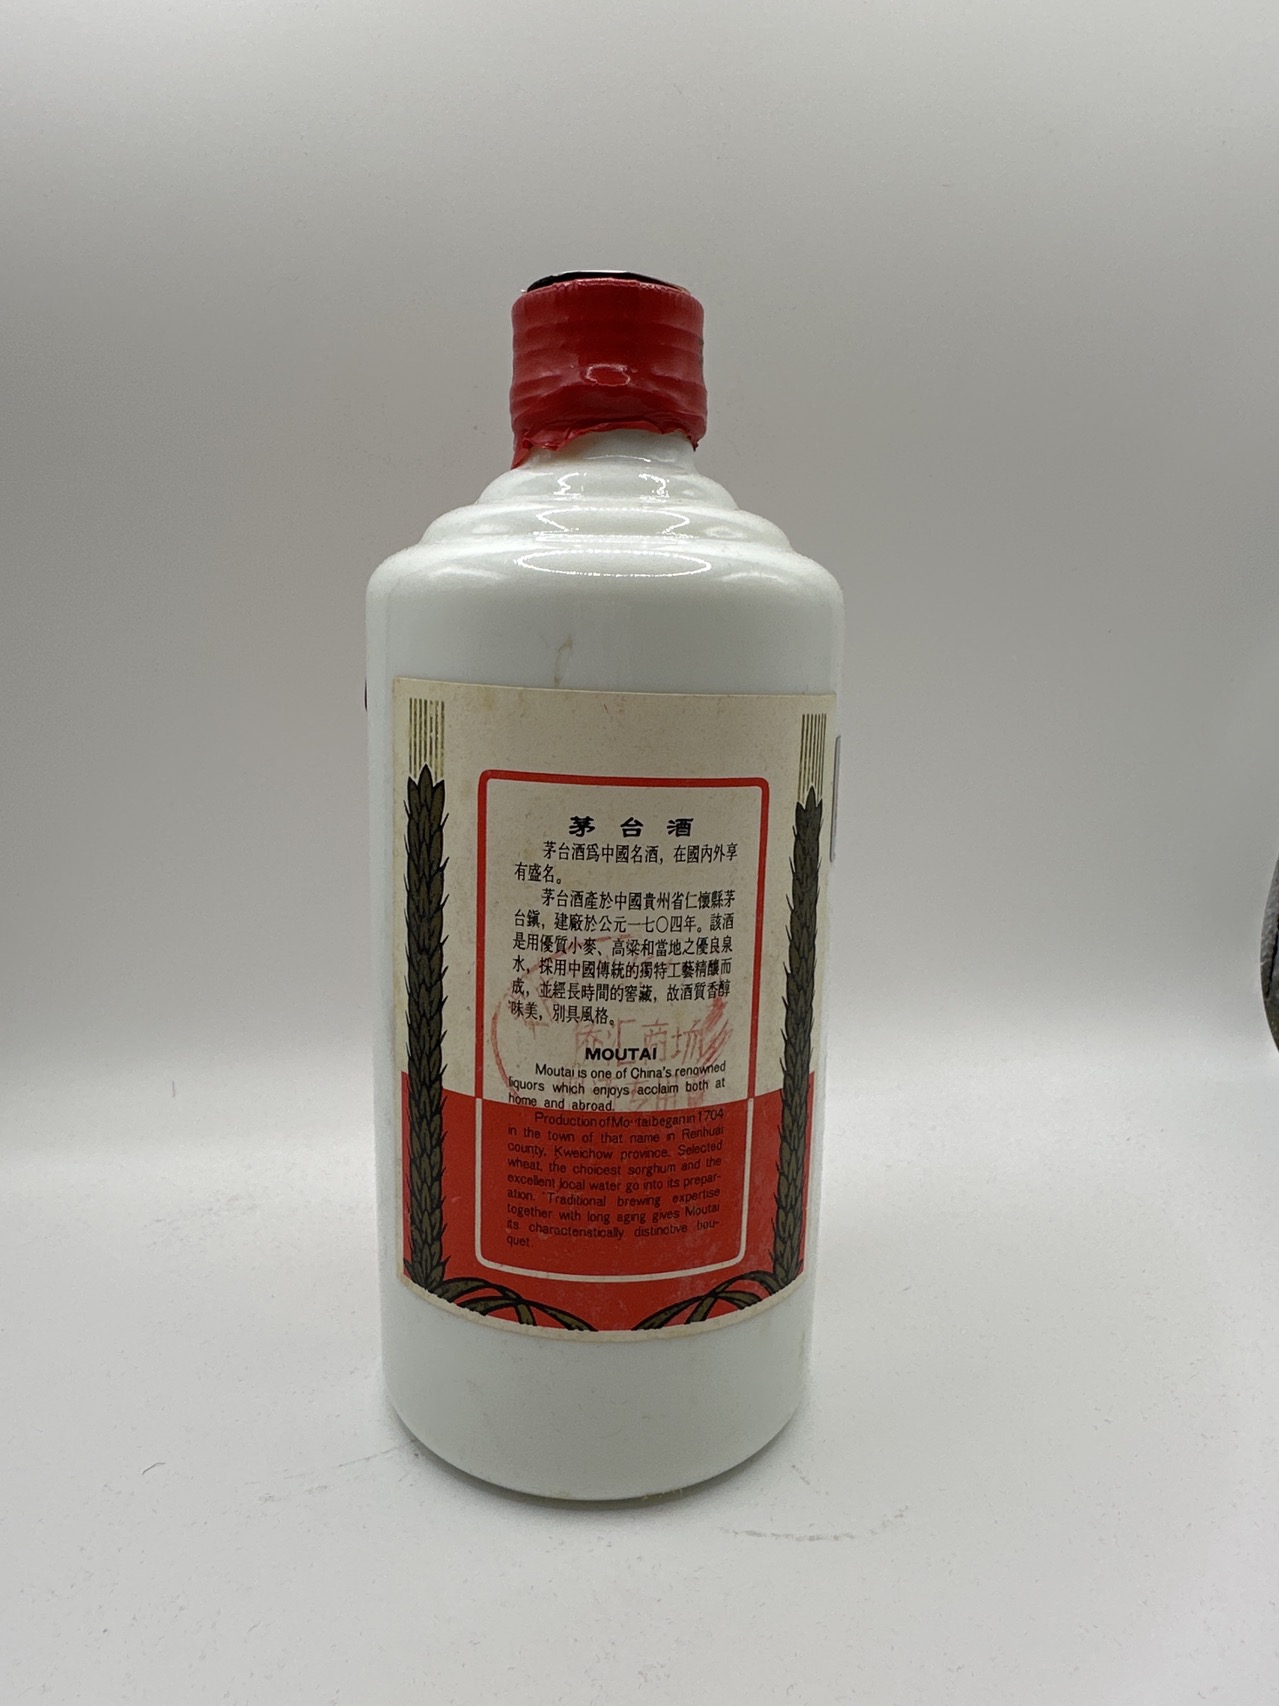 茅台酒
茅台酒爲中國名酒，在國內外享
有盛名。
茅台酒產於中國貴州省仁懷縣茅
台鎭，建廠於公元一七〇四年。該酒
是用優質小麥、高粱和當地之優良泉
水，採用中國傳統的獨特工藝精釀而
成，並經長時間的窖藏，故酒質香醇
味美，別具風格。
汇商场
MOUTAI
Moutai is one of China's renowned
liquors which enjoys acclaim both at
home and abroad.
Production of Moutai began in 1704
in the town of that name in Renhuai
county, Kweichow province. Selected
wheat, the choicest sorghum and the
excellent local water go into its prepar-
ation. Traditional brewing expertise
together with long aging gives Moutai
its characteristically distinctive bou-
quet.